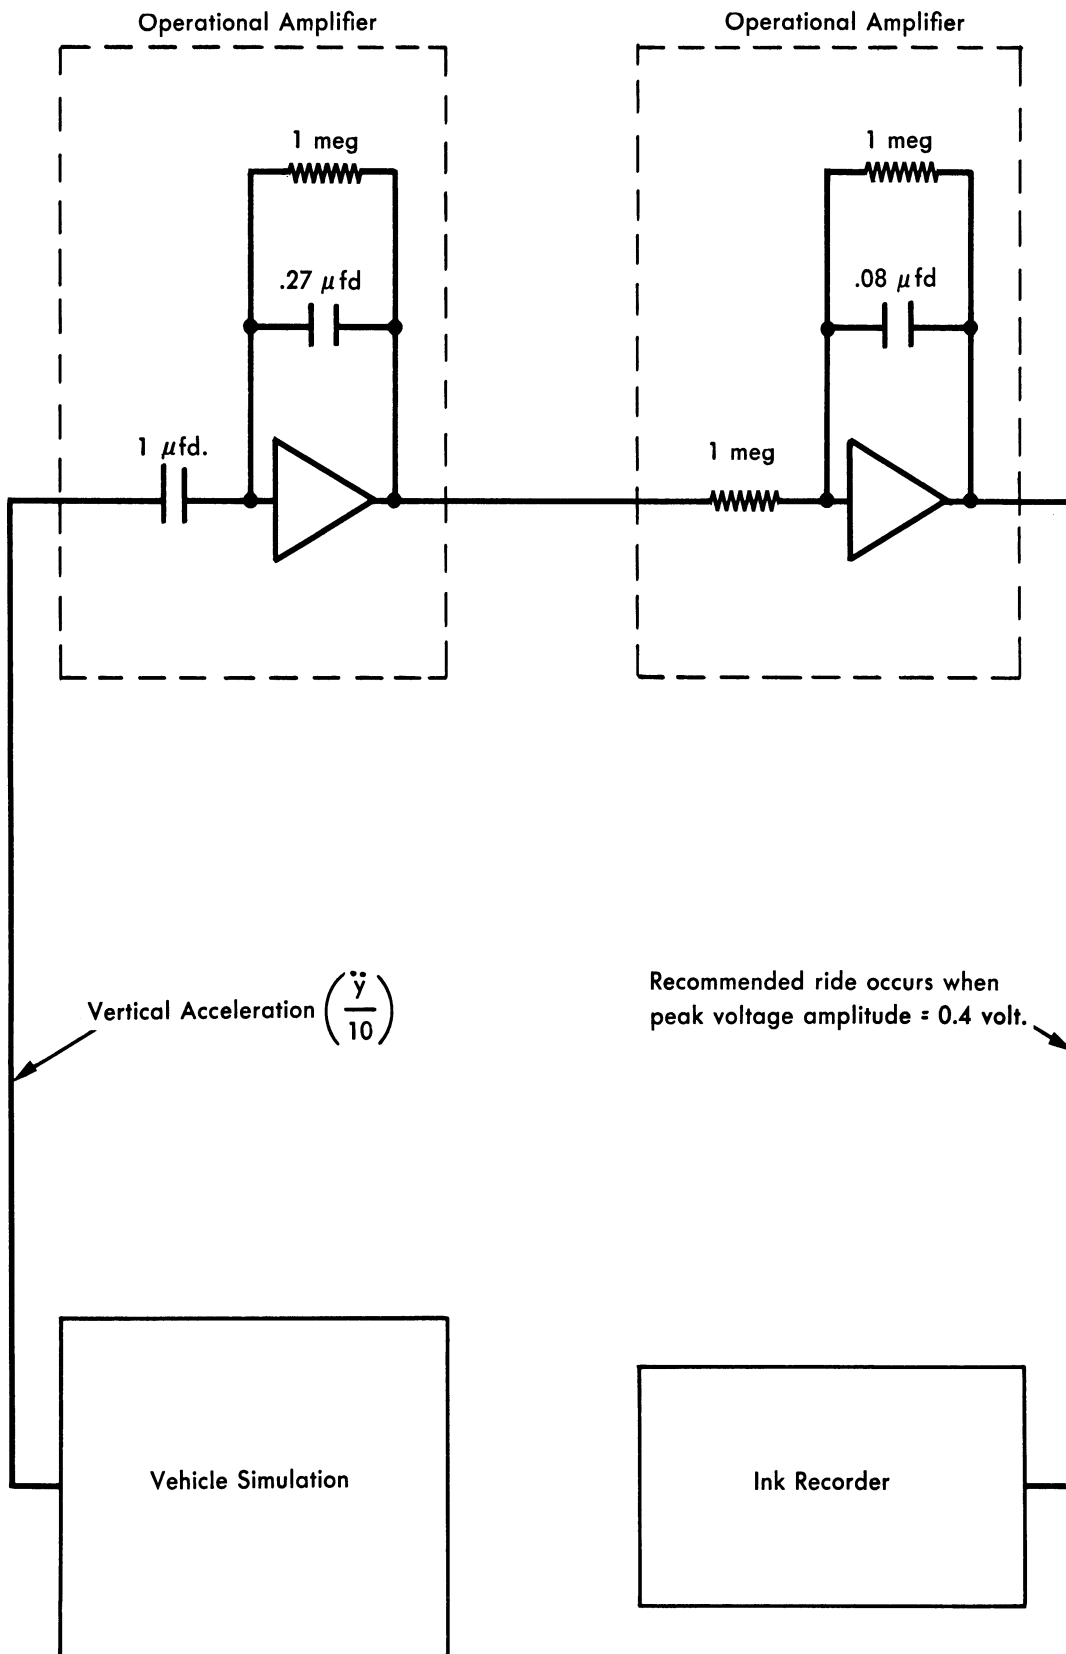 Operational Amplifier
Operational Amplifier
1 meg
1 meg
.27 μfd
.08 μfd
1 μfd.
1 meg
Vertical Acceleration (ÿ/10)
Recommended ride occurs when
peak voltage amplitude = 0.4 volt.
Vehicle Simulation
Ink Recorder